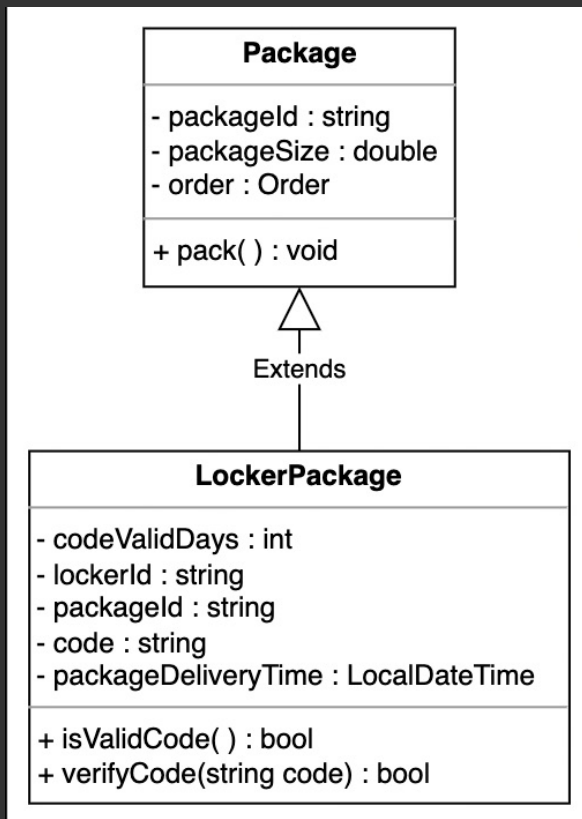 Package
- packageId : string
- packageSize : double
- order : Order
+ pack( ) : void
Extends
LockerPackage
- codeValidDays : int
- lockerId : string
- packageId : string
- code : string
- packageDeliveryTime : LocalDateTime
+ isValidCode( ) : bool
+ verifyCode(string code) : bool